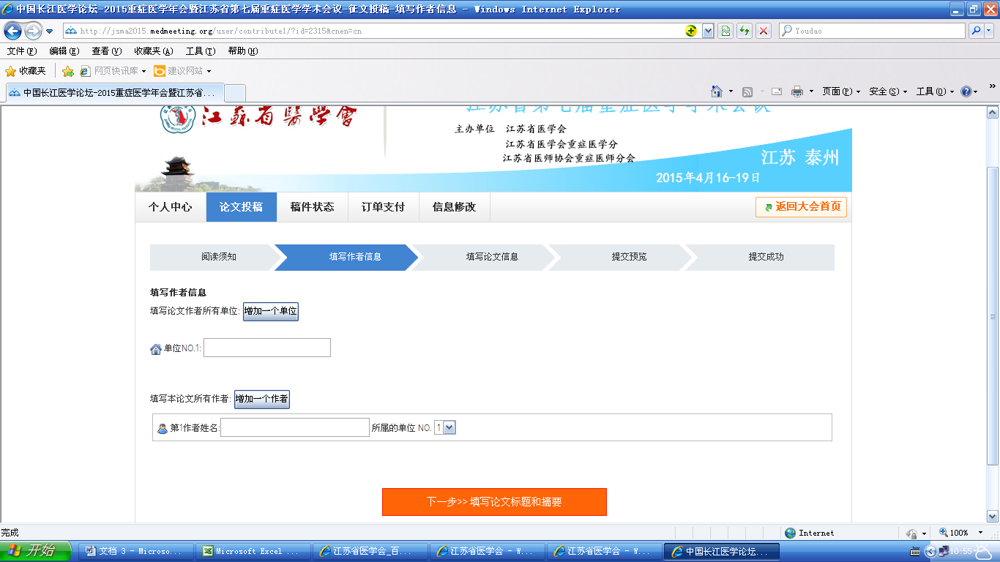 中国长江医学论坛-2015重症医学年会暨江苏省第七届重症医学学术会议-征文投稿-填写作者信息 - Windows Internet Explorer
http://jsma2015.medmeeting.org/user/contribute1/?id=2315&cnen=cn
Youdao
文件(F) 编辑(E) 查看(V) 收藏夹(A) 工具(T) 帮助(H)
收藏夹 网页快讯库 建议网站
中国长江医学论坛-2015重症医学年会暨江苏省... 页面(P) 安全(S) 工具(O)
江苏省醫學會
江苏省第七届重症医学学术会议
主办单位 江苏省医学会
江苏省医学会重症医学分
江苏省医师协会重症医师分会
江苏 泰州
2015年4月16-19日
个人中心 论文投稿 稿件状态 订单支付 信息修改 返回大会首页
阅读须知 填写作者信息 填写论文信息 提交预览 提交成功
填写作者信息
填写论文作者所有单位: 增加一个单位
单位NO.1:
填写本论文所有作者: 增加一个作者
第1作者姓名: 所属的单位 NO. 1
下一步>> 填写论文标题和摘要
完成 Internet 100%
开始 文档 3 - Microso... Microsoft Excel ... 江苏省医学会_百... 江苏省医学会 - W... 江苏省医学会 - W... 中国长江医学论坛... 10:55